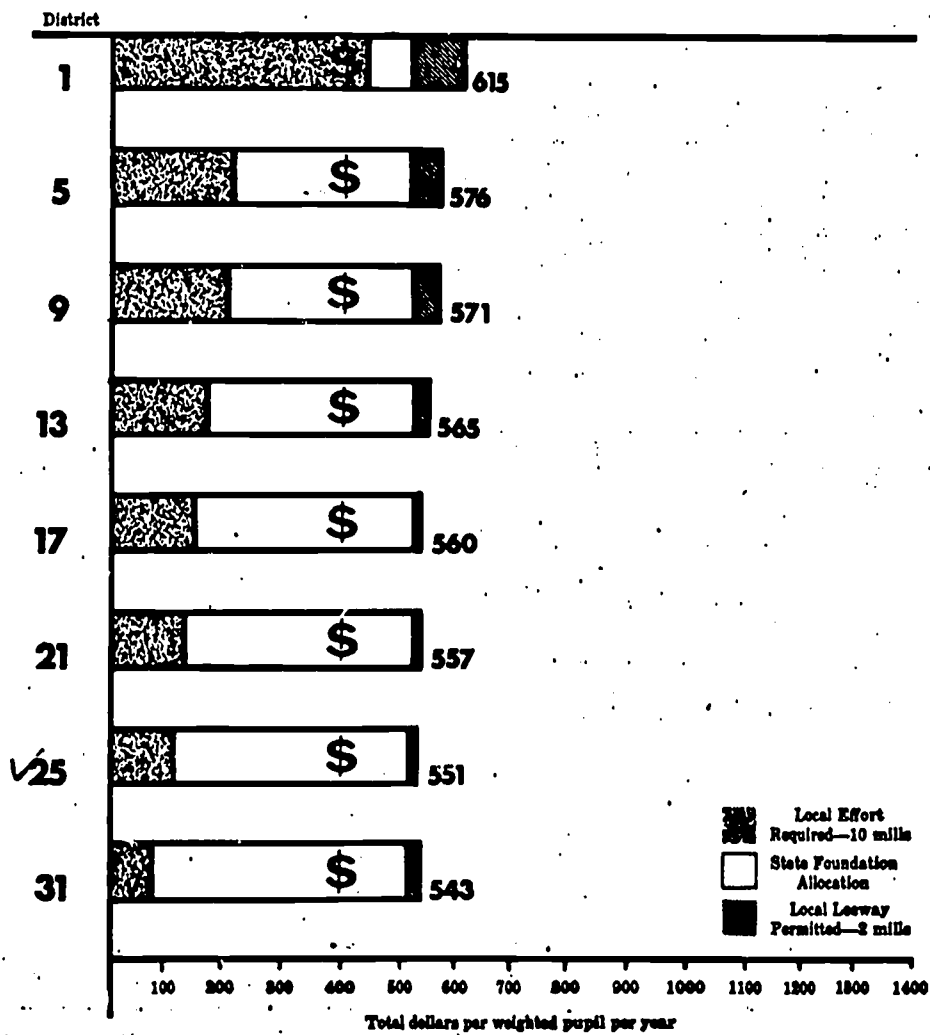 District
1
615
5
$
576
9
$
571
13
$
565
17
$
560
21
$
557
✓25
$
551
31
$
543
Local Effort
Required—10 mills
State Foundation
Allocation
Local Leeway
Permitted—2 mills
100 200 300 400 500 600 700 800 900 1000 1100 1200 1300 1400
Total dollars per weighted pupil per year